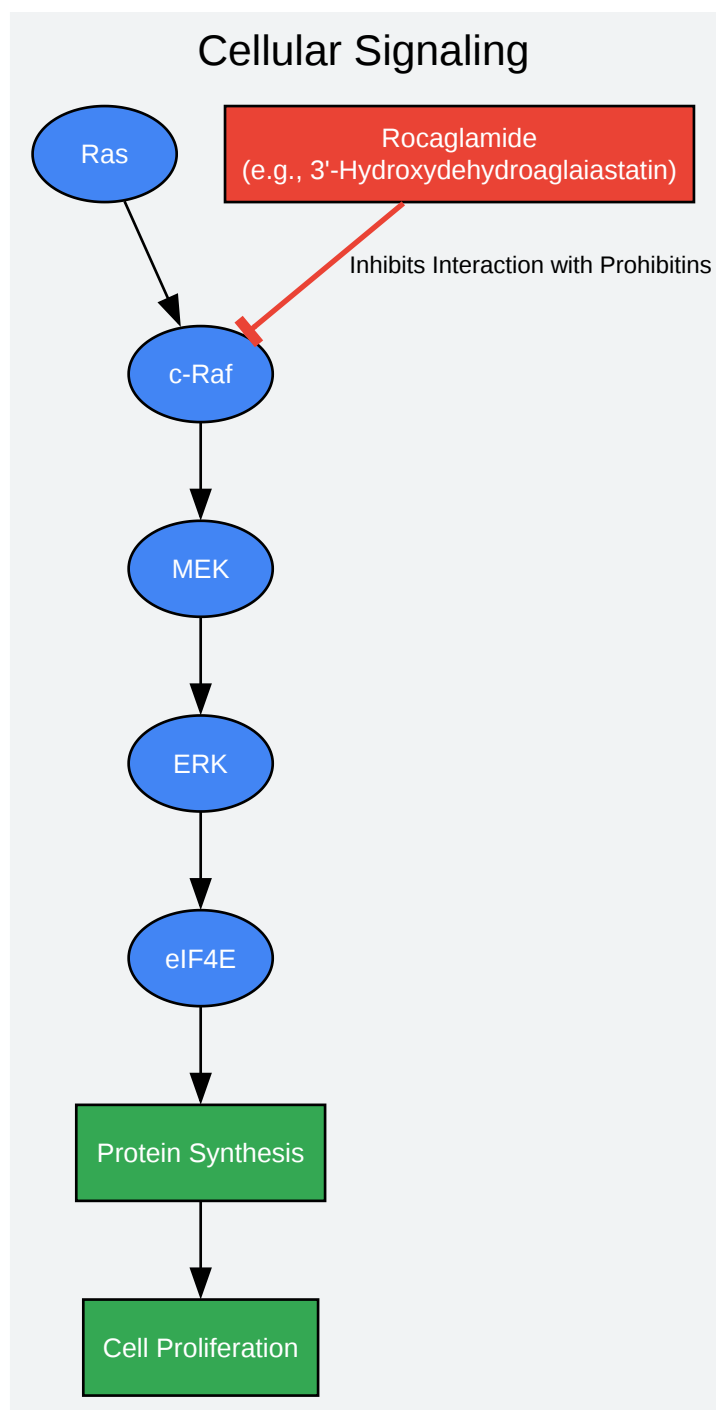 Cellular Signaling
Ras
Rocaglamide
(e.g., 3'-Hydroxydehydroaglaiastatin)
Inhibits Interaction with Prohibitins
c-Raf
MEK
ERK
eIF4E
Protein Synthesis
Cell Proliferation